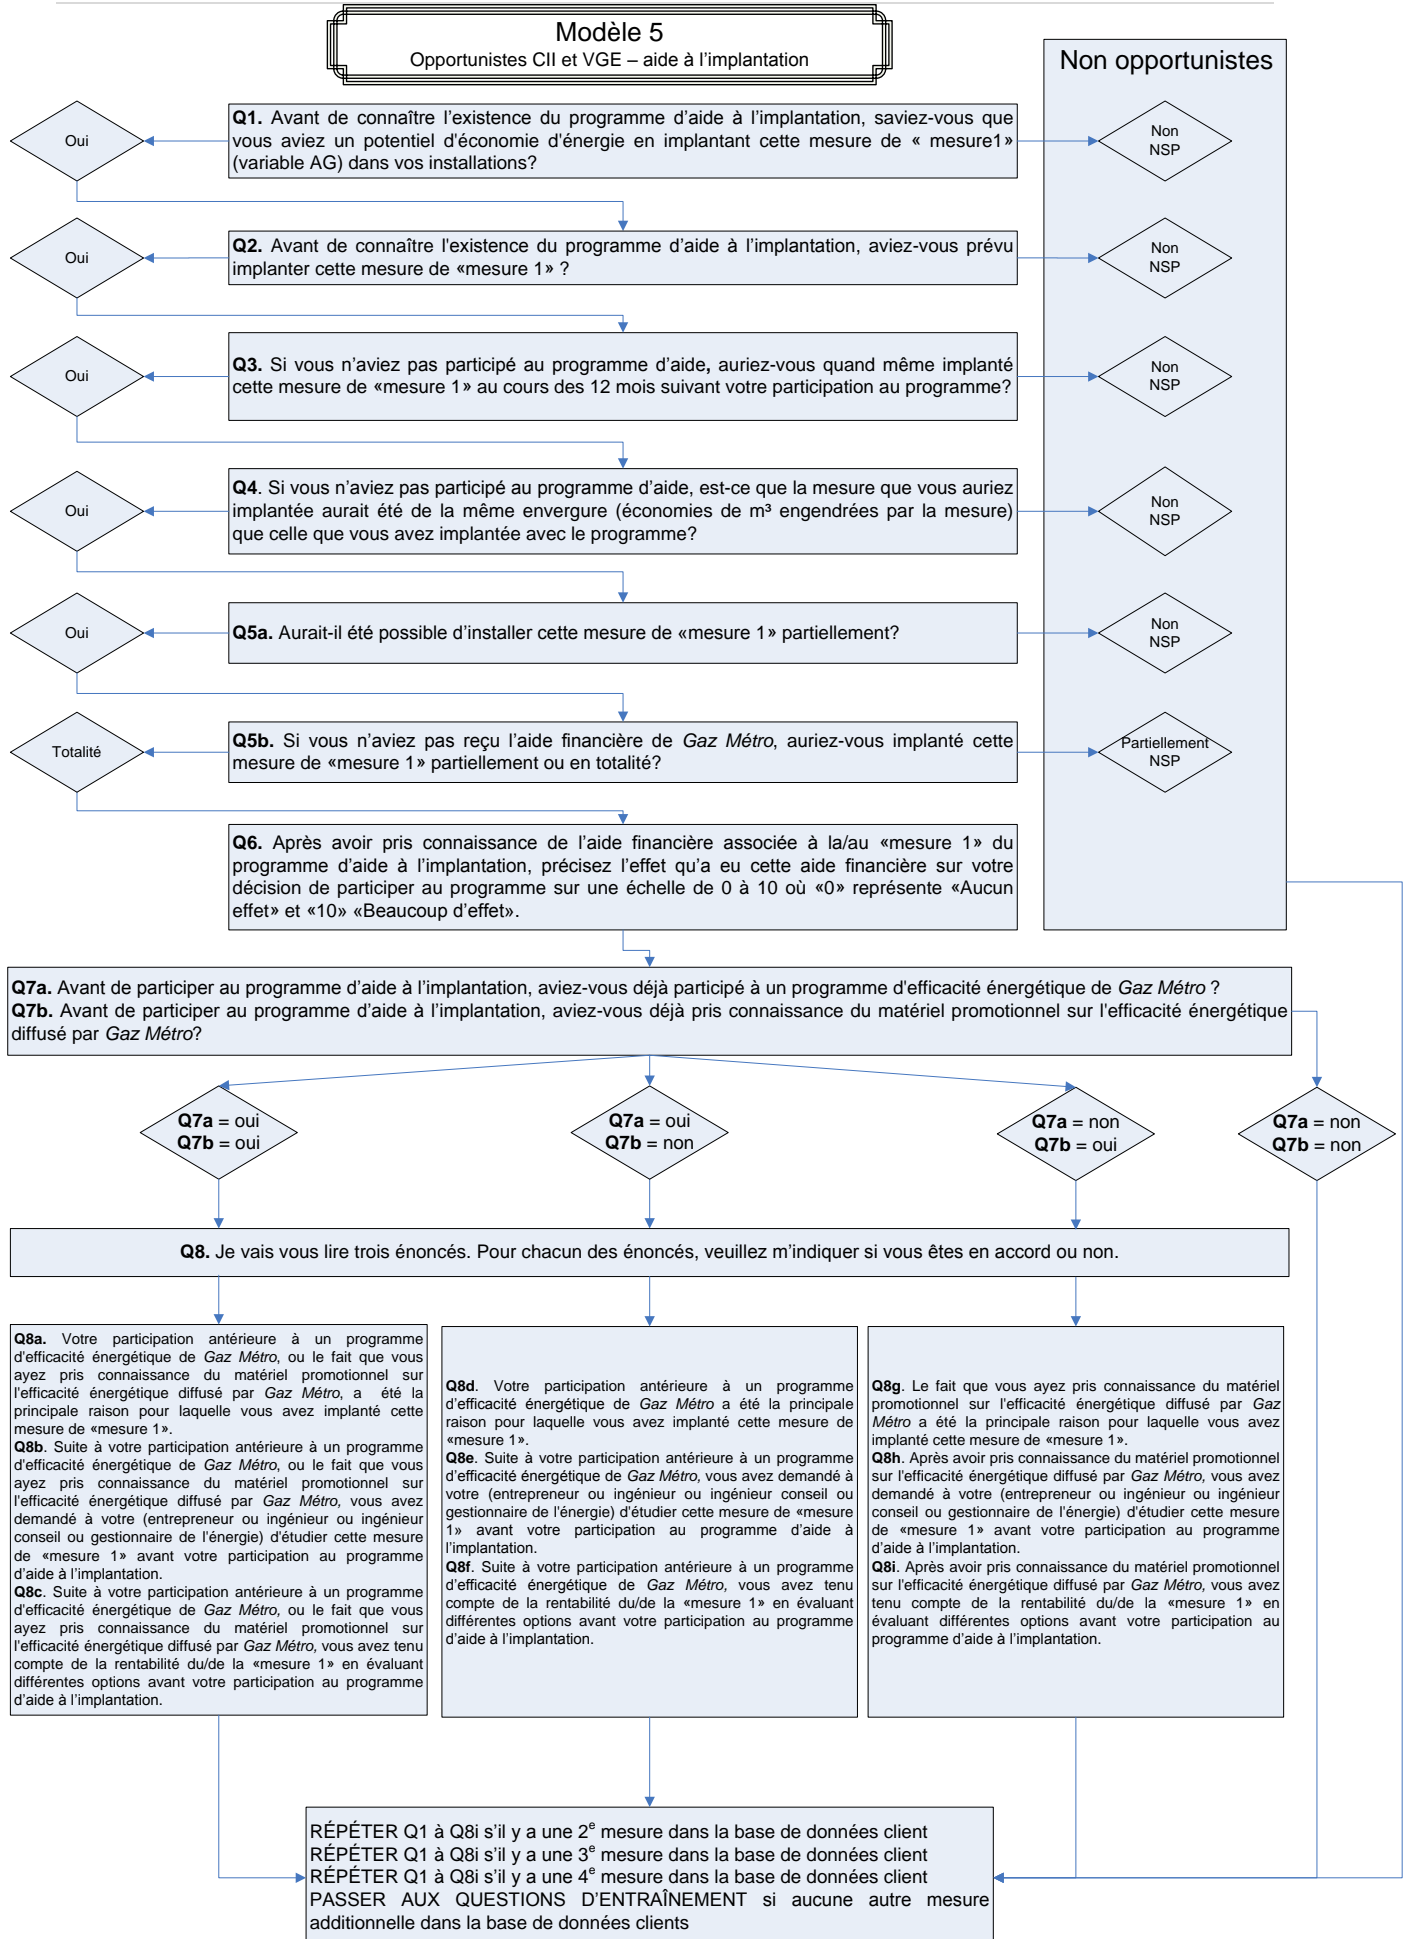 Modèle 5
Opportunistes CII et VGE – aide à l'implantation
Non opportunistes
Oui
Q1. Avant de connaître l'existence du programme d'aide à l'implantation, saviez-vous que
vous aviez un potentiel d'économie d'énergie en implantant cette mesure de « mesure1»
(variable AG) dans vos installations?
Non
NSP
Oui
Q2. Avant de connaître l'existence du programme d'aide à l'implantation, aviez-vous prévu
implanter cette mesure de «mesure 1» ?
Non
NSP
Oui
Q3. Si vous n'aviez pas participé au programme d'aide, auriez-vous quand même implanté
cette mesure de «mesure 1» au cours des 12 mois suivant votre participation au programme?
Non
NSP
Oui
Q4. Si vous n'aviez pas participé au programme d'aide, est-ce que la mesure que vous auriez
implantée aurait été de la même envergure (économies de m³ engendrées par la mesure)
que celle que vous avez implantée avec le programme?
Non
NSP
Oui
Q5a. Aurait-il été possible d'installer cette mesure de «mesure 1» partiellement?
Non
NSP
Totalité
Q5b. Si vous n'aviez pas reçu l'aide financière de Gaz Métro, auriez-vous implanté cette
mesure de «mesure 1» partiellement ou en totalité?
Partiellement
NSP
Q6. Après avoir pris connaissance de l'aide financière associée à la/au «mesure 1» du
programme d'aide à l'implantation, précisez l'effet qu'a eu cette aide financière sur votre
décision de participer au programme sur une échelle de 0 à 10 où «0» représente «Aucun
effet» et «10» «Beaucoup d'effet».
Q7a. Avant de participer au programme d'aide à l'implantation, aviez-vous déjà participé à un programme d'efficacité énergétique de Gaz Métro ?
Q7b. Avant de participer au programme d'aide à l'implantation, aviez-vous déjà pris connaissance du matériel promotionnel sur l'efficacité énergétique
diffusé par Gaz Métro?
Q7a = oui
Q7b = oui
Q7a = oui
Q7b = non
Q7a = non
Q7b = oui
Q7a = non
Q7b = non
Q8. Je vais vous lire trois énoncés. Pour chacun des énoncés, veuillez m'indiquer si vous êtes en accord ou non.
Q8a. Votre participation antérieure à un programme
d'efficacité énergétique de Gaz Métro, ou le fait que vous
ayez pris connaissance du matériel promotionnel sur
l'efficacité énergétique diffusé par Gaz Métro, a été la
principale raison pour laquelle vous avez implanté cette
mesure de «mesure 1».
Q8b. Suite à votre participation antérieure à un programme
d'efficacité énergétique de Gaz Métro, ou le fait que vous
ayez pris connaissance du matériel promotionnel sur
l'efficacité énergétique diffusé par Gaz Métro, vous avez
demandé à votre (entrepreneur ou ingénieur ou ingénieur
conseil ou gestionnaire de l'énergie) d'étudier cette mesure
de «mesure 1» avant votre participation au programme
d'aide à l'implantation.
Q8c. Suite à votre participation antérieure à un programme
d'efficacité énergétique de Gaz Métro, ou le fait que vous
ayez pris connaissance du matériel promotionnel sur
l'efficacité énergétique diffusé par Gaz Métro, vous avez tenu
compte de la rentabilité du/de la «mesure 1» en évaluant
différentes options avant votre participation au programme
d'aide à l'implantation.
Q8d. Votre participation antérieure à un programme
d'efficacité énergétique de Gaz Métro a été la principale
raison pour laquelle vous avez implanté cette mesure de
«mesure 1».
Q8e. Suite à votre participation antérieure à un programme
d'efficacité énergétique de Gaz Métro, vous avez demandé à
votre (entrepreneur ou ingénieur ou ingénieur conseil ou
gestionnaire de l'énergie) d'étudier cette mesure de «mesure
1» avant votre participation au programme d'aide à
l'implantation.
Q8f. Suite à votre participation antérieure à un programme
d'efficacité énergétique de Gaz Métro, vous avez tenu
compte de la rentabilité du/de la «mesure 1» en évaluant
différentes options avant votre participation au programme
d'aide à l'implantation.
Q8g. Le fait que vous ayez pris connaissance du matériel
promotionnel sur l'efficacité énergétique diffusé par Gaz
Métro a été la principale raison pour laquelle vous avez
implanté cette mesure de «mesure 1».
Q8h. Après avoir pris connaissance du matériel promotionnel
sur l'efficacité énergétique diffusé par Gaz Métro, vous avez
demandé à votre (entrepreneur ou ingénieur ou ingénieur
conseil ou gestionnaire de l'énergie) d'étudier cette mesure
de «mesure 1» avant votre participation au programme
d'aide à l'implantation.
Q8i. Après avoir pris connaissance du matériel promotionnel
sur l'efficacité énergétique diffusé par Gaz Métro, vous avez
tenu compte de la rentabilité du/de la «mesure 1» en
évaluant différentes options avant votre participation au
programme d'aide à l'implantation.
RÉPÉTER Q1 à Q8i s'il y a une 2e mesure dans la base de données client
RÉPÉTER Q1 à Q8i s'il y a une 3e mesure dans la base de données client
RÉPÉTER Q1 à Q8i s'il y a une 4e mesure dans la base de données client
PASSER AUX QUESTIONS D'ENTRAÎNEMENT si aucune autre mesure
additionnelle dans la base de données clients